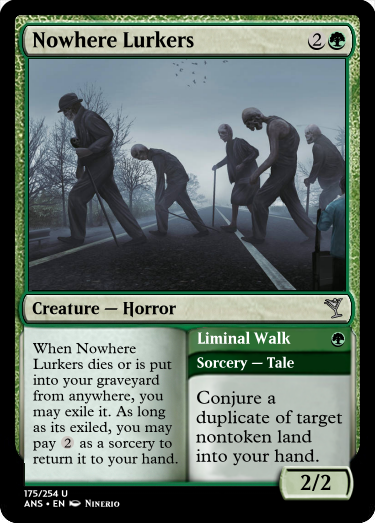 Nowhere Lurkers 2
Creature — Horror
When Nowhere
Lurkers dies or is put
into your graveyard
from anywhere, you
may exile it. As long
as its exiled, you may
pay 2 as a sorcery to
return it to your hand.
Liminal Walk
Sorcery — Tale
Conjure a
duplicate of target
nontoken land
into your hand.
2/2
175/254 U
ANS • EN Ninerio